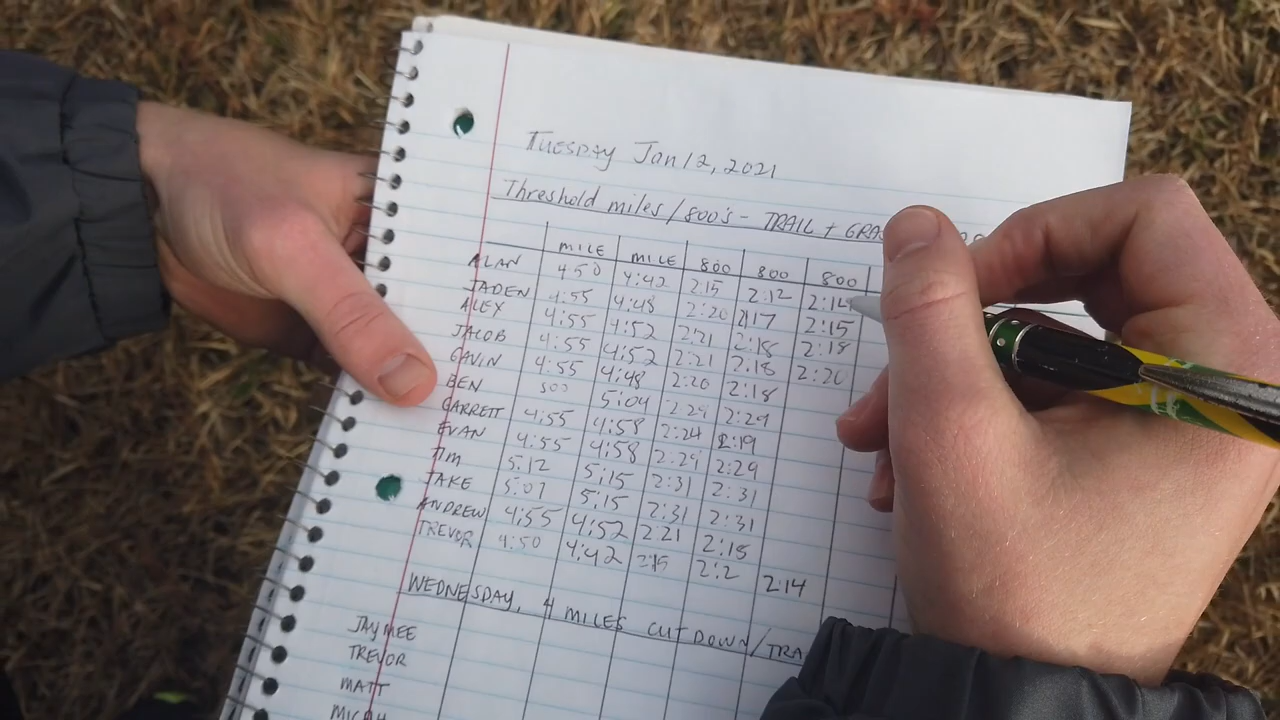 Tuesday Jan 12, 2021
Threshold miles/800's - TRAIL + GRASS
MILE MILE 800 800 800
ALAN 4:50 4:42 2:15 2:12 2:14
JADEN 4:55 4:48 2:20 2:17 2:15
ALEX 4:55 4:52 2:21 2:18 2:18
JACOB 4:55 4:52 2:21 2:18 2:20
GAVIN 4:55 4:48 2:20 2:18
BEN 500 5:04 2:29 2:29
GARRETT 4:55 4:58 2:24 2:19
EVAN 4:55 4:58 2:29 2:29
TIM 5:12 5:15 2:31 2:31
JAKE 5:07 5:15 2:31 2:31
ANDREW 4:55 4:52 2:21 2:18
TREVOR 4:50 4:42 2:15 2:2 2:14
WEDNESDAY, 4 MILES CUT DOWN/TRA
JAYMEE
TREVOR
MATT